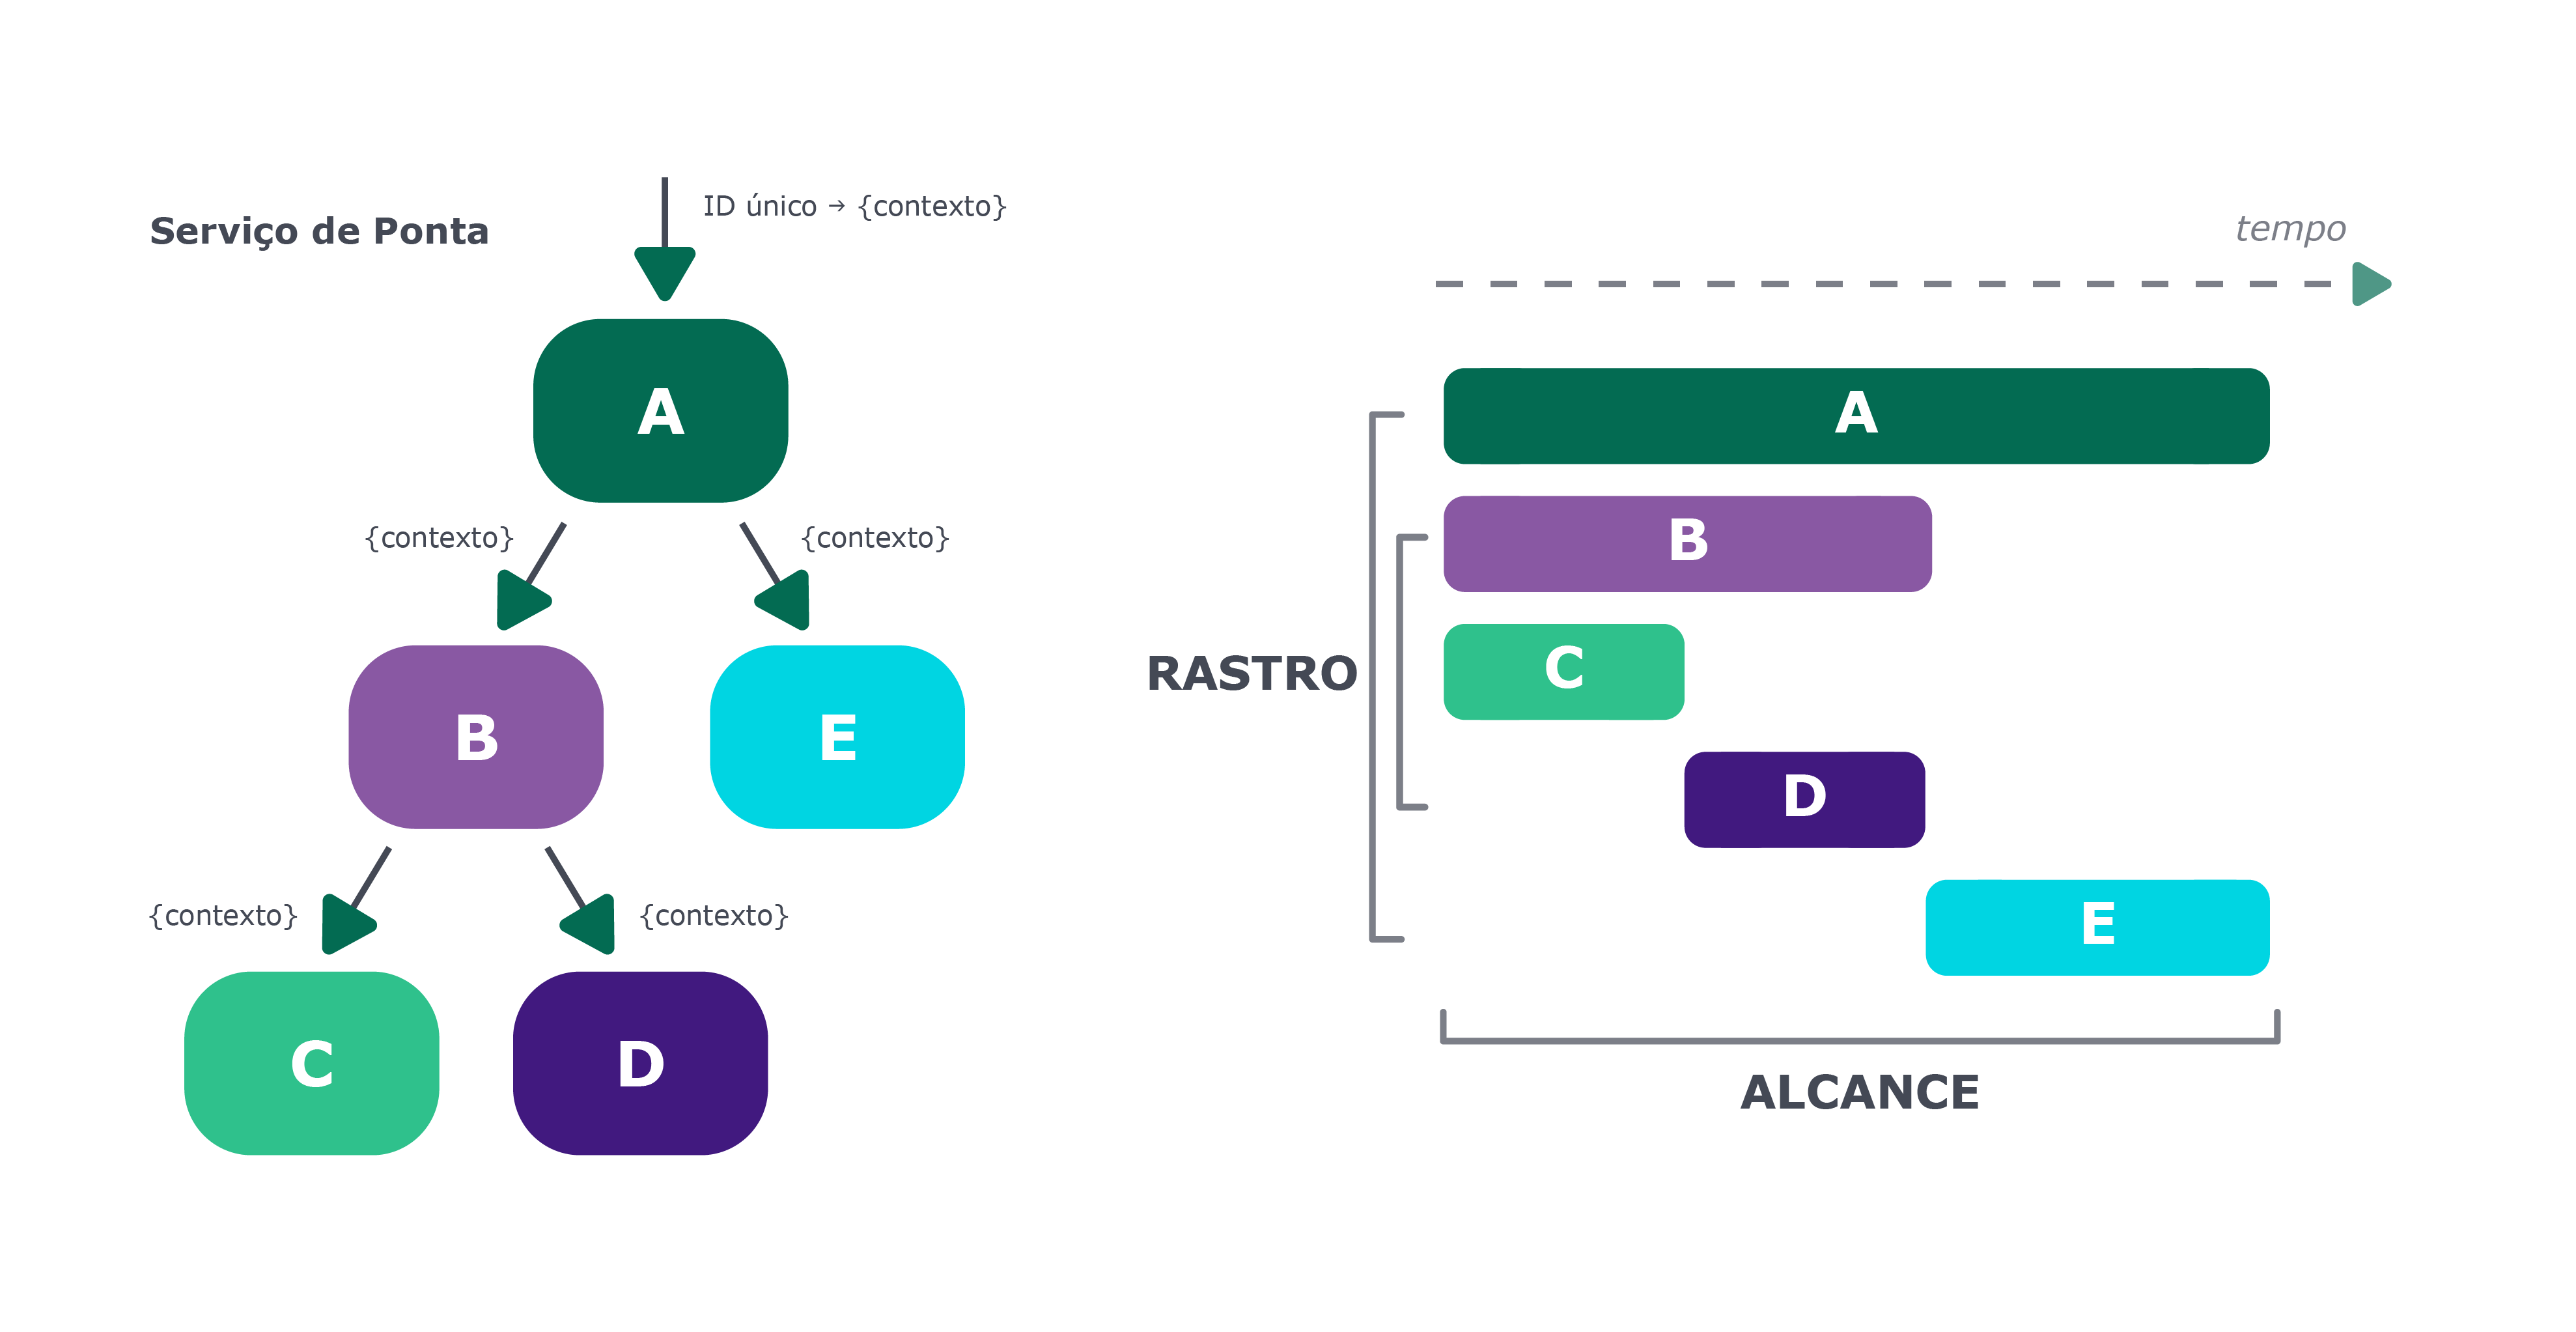 Serviço de Ponta
ID único → {contexto}
A
{contexto}
{contexto}
B
E
{contexto}
{contexto}
C
D
tempo
A
B
C
D
E
RASTRO
ALCANCE